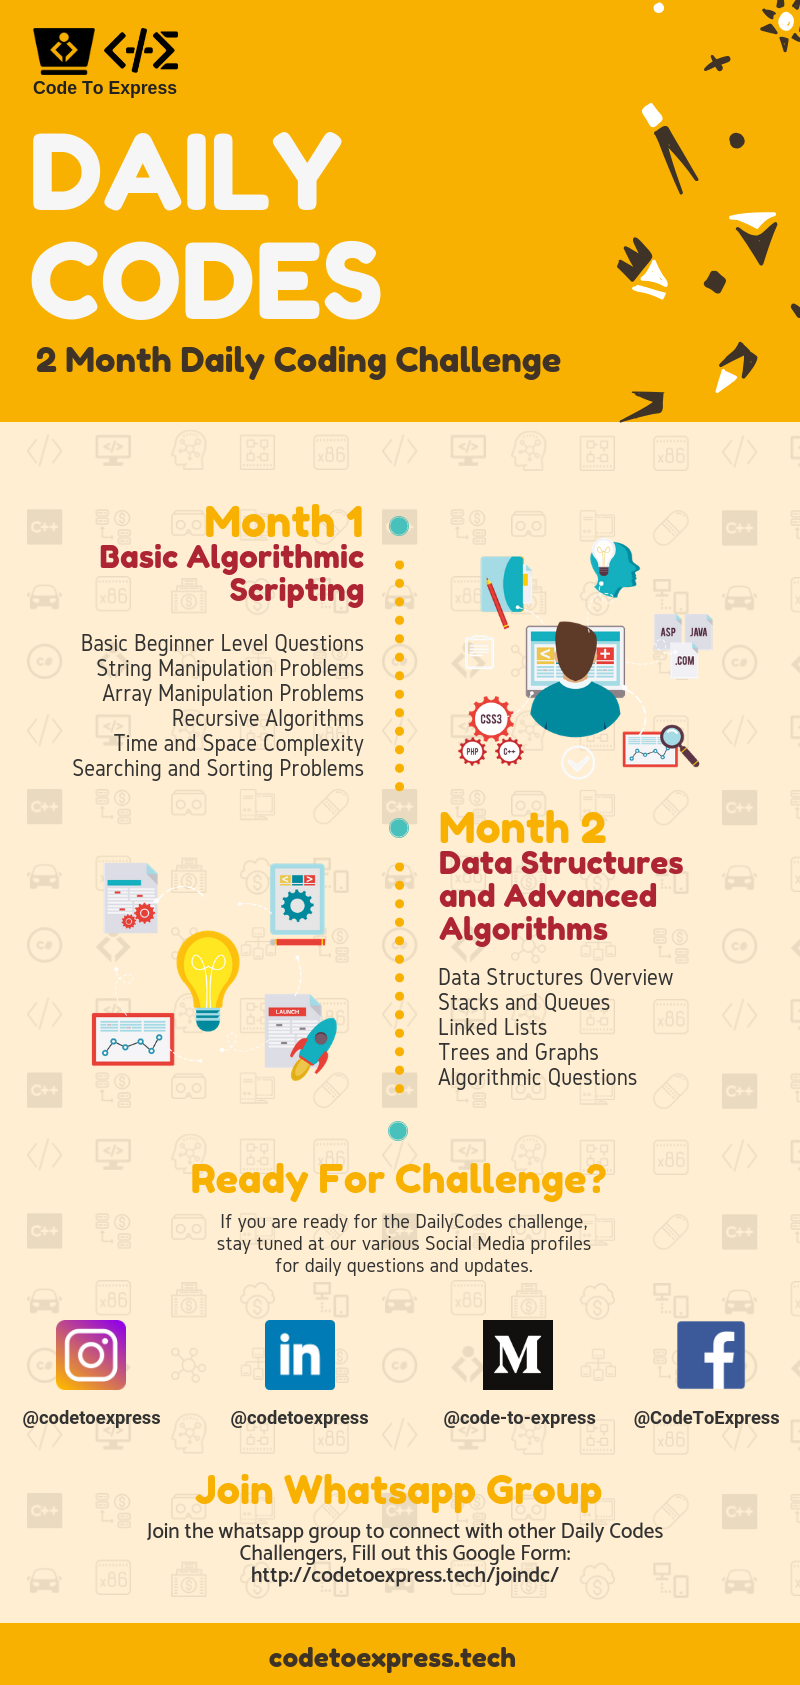 Code To Express
DAILY
CODES
2 Month Daily Coding Challenge
Month 1
Basic Algorithmic
Scripting
Basic Beginner Level Questions
String Manipulation Problems
Array Manipulation Problems
Recursive Algorithms
Time and Space Complexity
Searching and Sorting Problems
ASP
JAVA
.COM
CSS3
PHP
C++
Month 2
Data Structures
and Advanced
Algorithms
Data Structures Overview
Stacks and Queues
Linked Lists
Trees and Graphs
Algorithmic Questions
LAUNCH
Ready For Challenge?
If you are ready for the DailyCodes challenge,
stay tuned at our various Social Media profiles
for daily questions and updates.
in
M
f
@codetoexpress
@codetoexpress
@code-to-express
@CodeToExpress
Join Whatsapp Group
Join the whatsapp group to connect with other Daily Codes
Challengers, Fill out this Google Form:
http://codetoexpress.tech/joindc/
codetoexpress.tech